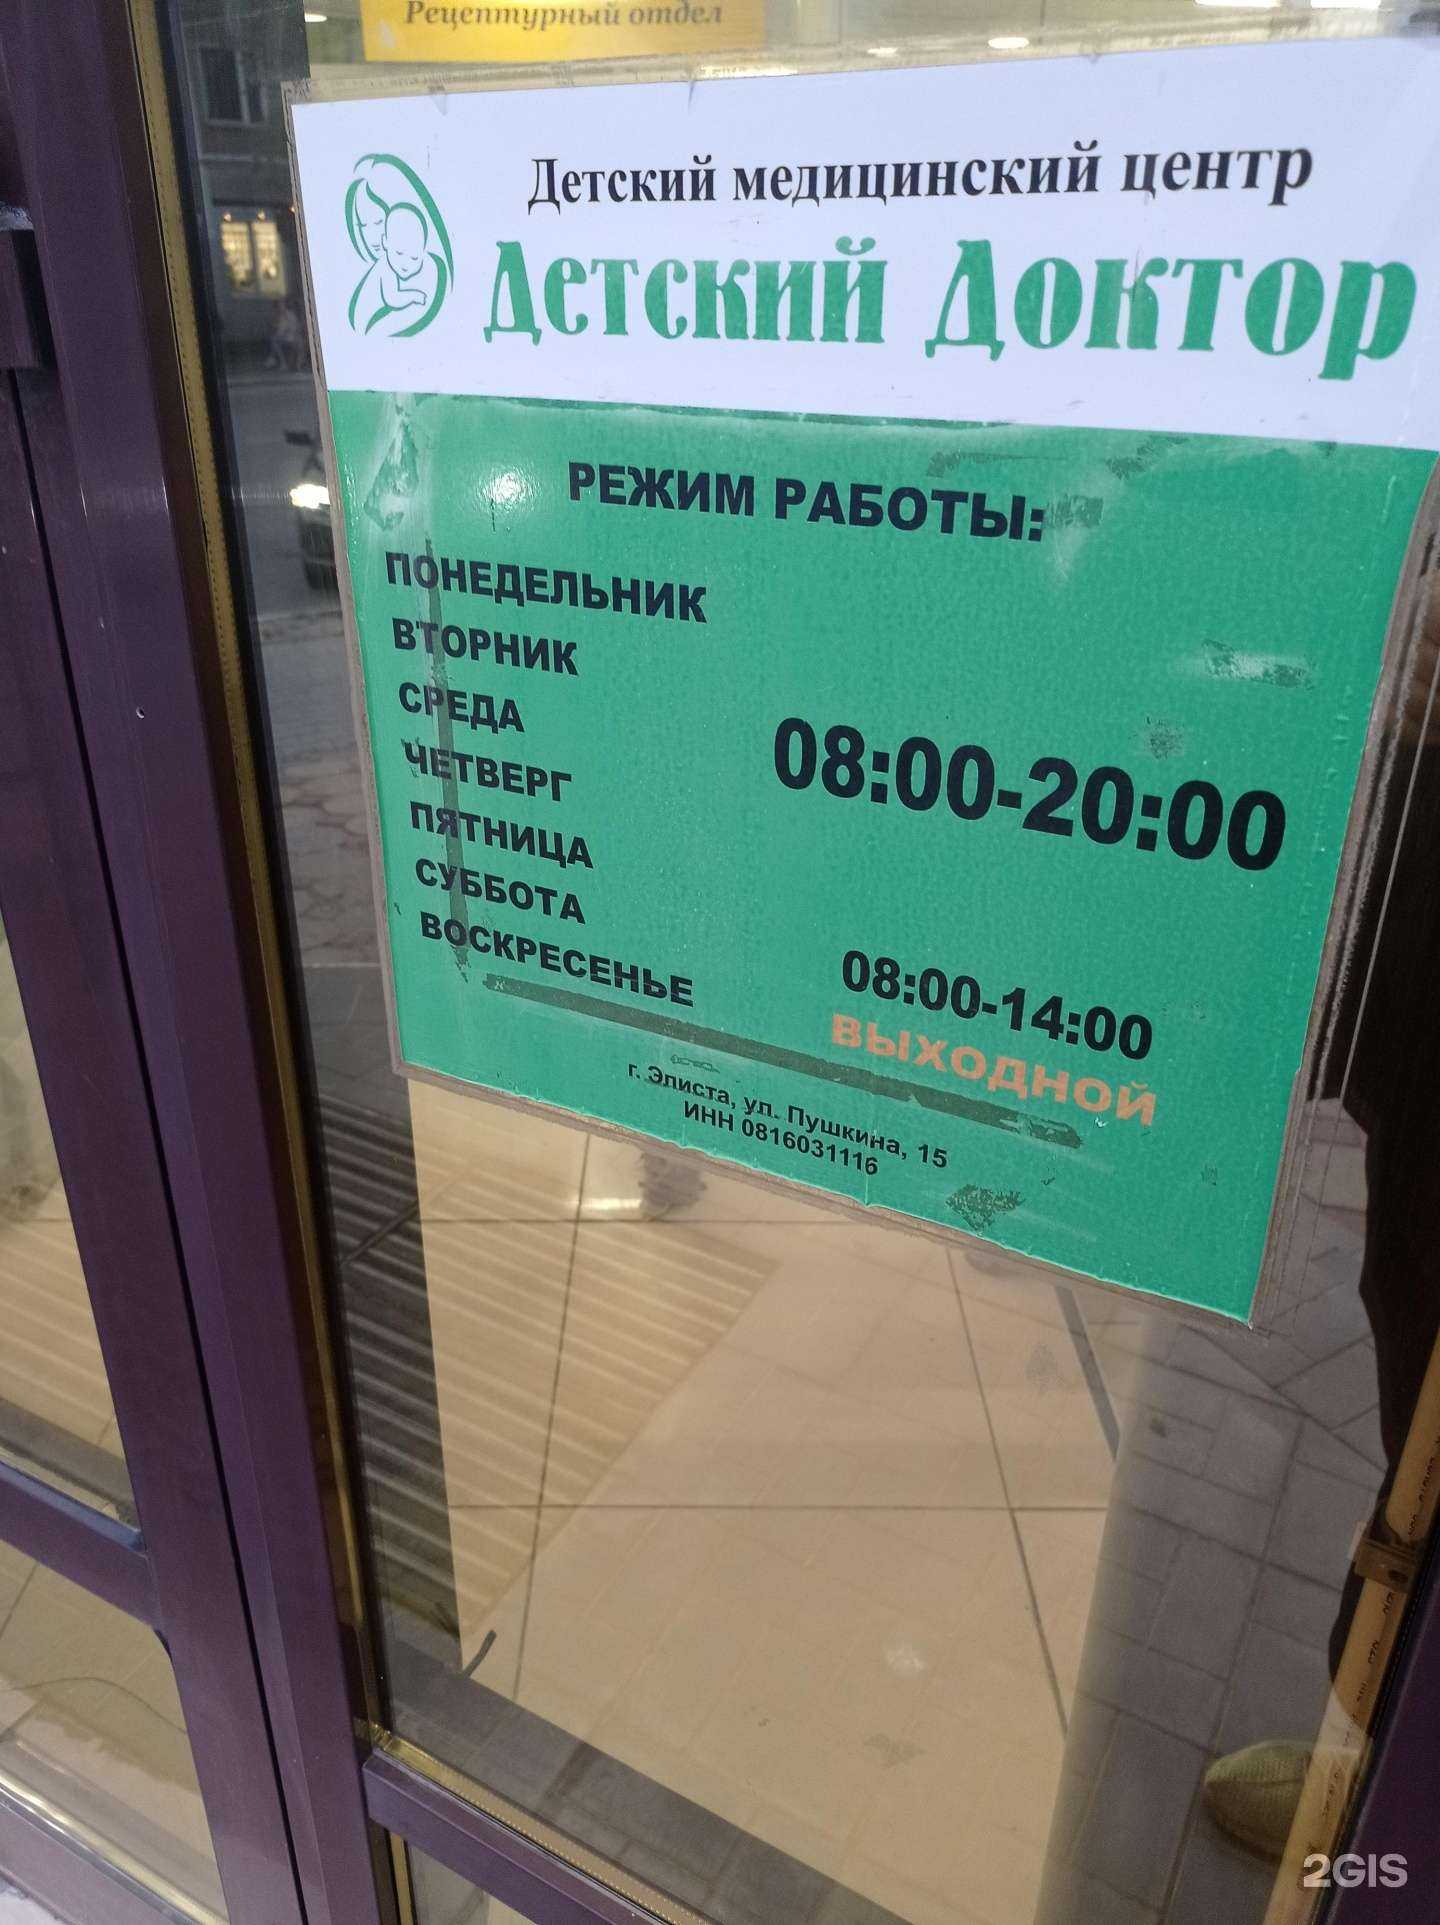 Рецептурный отдел
Детский медицинский центр
Детский Доктор
РЕЖИМ РАБОТЫ:
ПОНЕДЕЛЬНИК
ВТОРНИК
СРЕДА
ЧЕТВЕРГ
ПЯТНИЦА
08:00-20:00
СУББОТА
08:00-14:00
ВОСКРЕСЕНЬЕ
ВЫХОДНОЙ
г. Элиста, ул. Пушкина, 15
ИНН 0816031116
2GIS